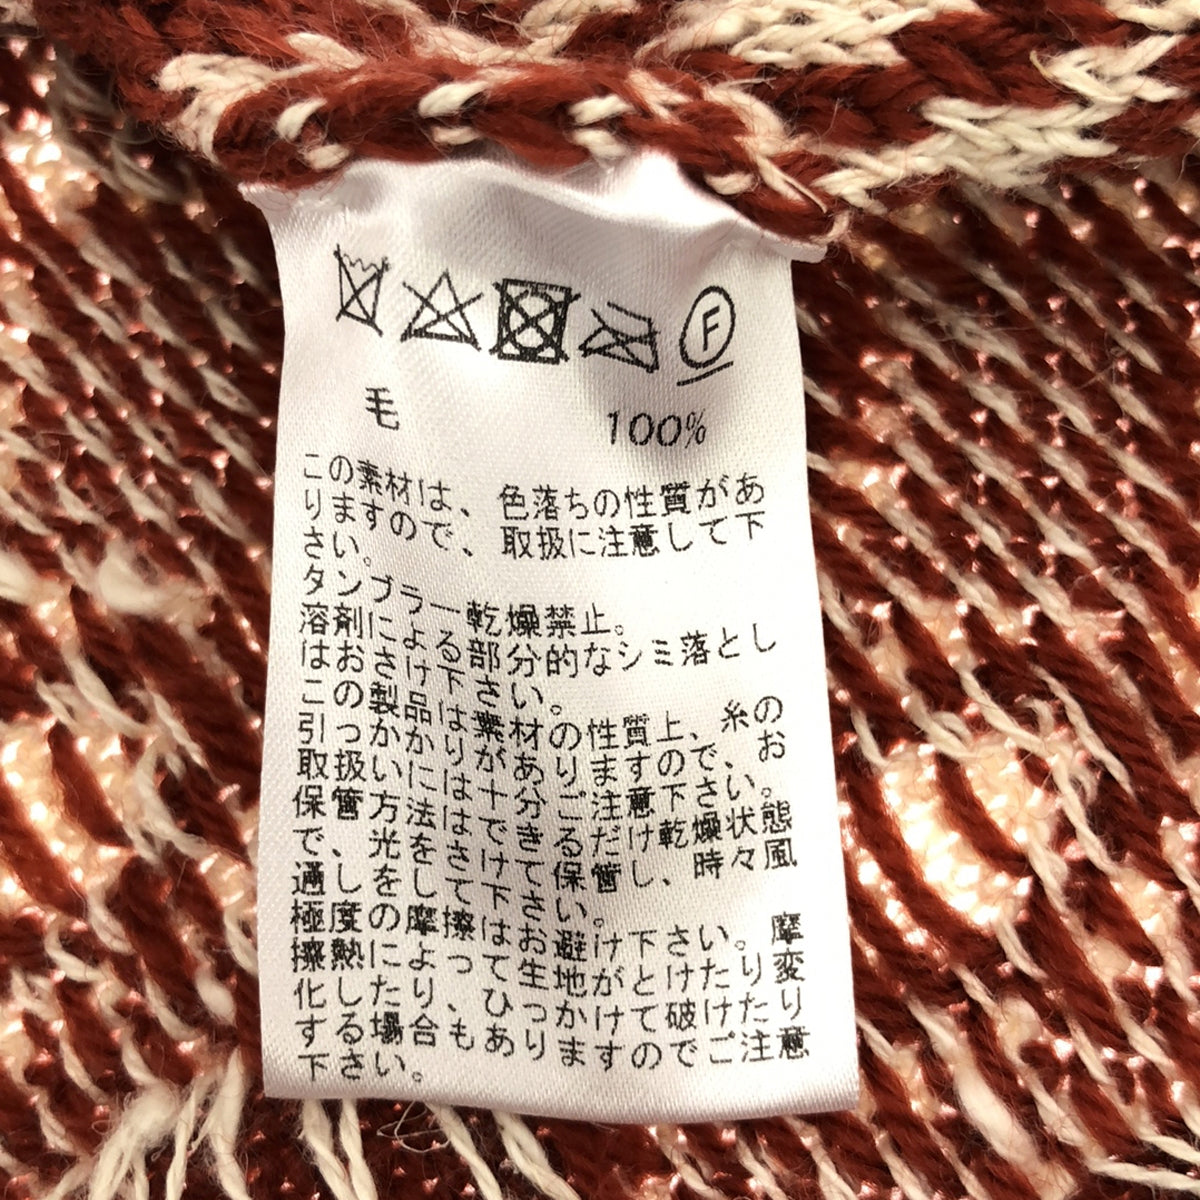 F
毛 100%
この素材は、色落ちの性質があ
りますので、取扱に注意して下
さい。
タンブラー乾燥禁止。
溶剤による部分的なシミ落とし
はおさけ下さい。
この製品は素材の性質上、糸の
引っかかりがありますので、お
取扱いには十分ご注意下さい。
保管方法はできるだけ乾燥状態
で、光をさけて保管し、時々風
通しをして下さい。
極度の摩擦はお避け下さい。摩
擦熱によって生地がとけたり変
化したり、ひっかけて破けたり
する場合もありますのでご注意
下さい。